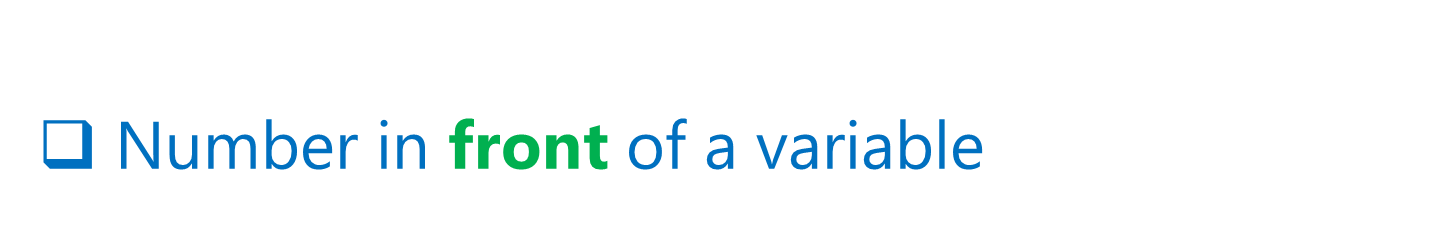 ❑ Number in front of a variable